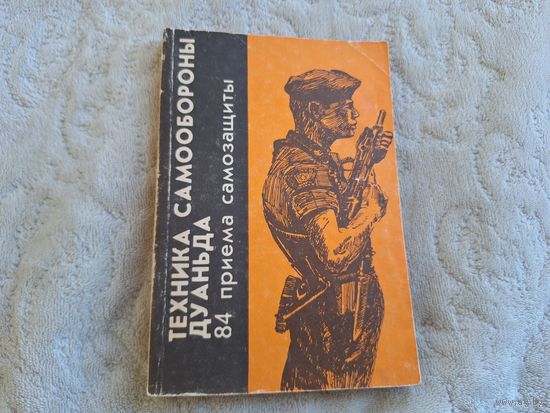 ТЕХНИКА САМООБОРОНЫ
ДУАНЬДА
84 приема самозащиты